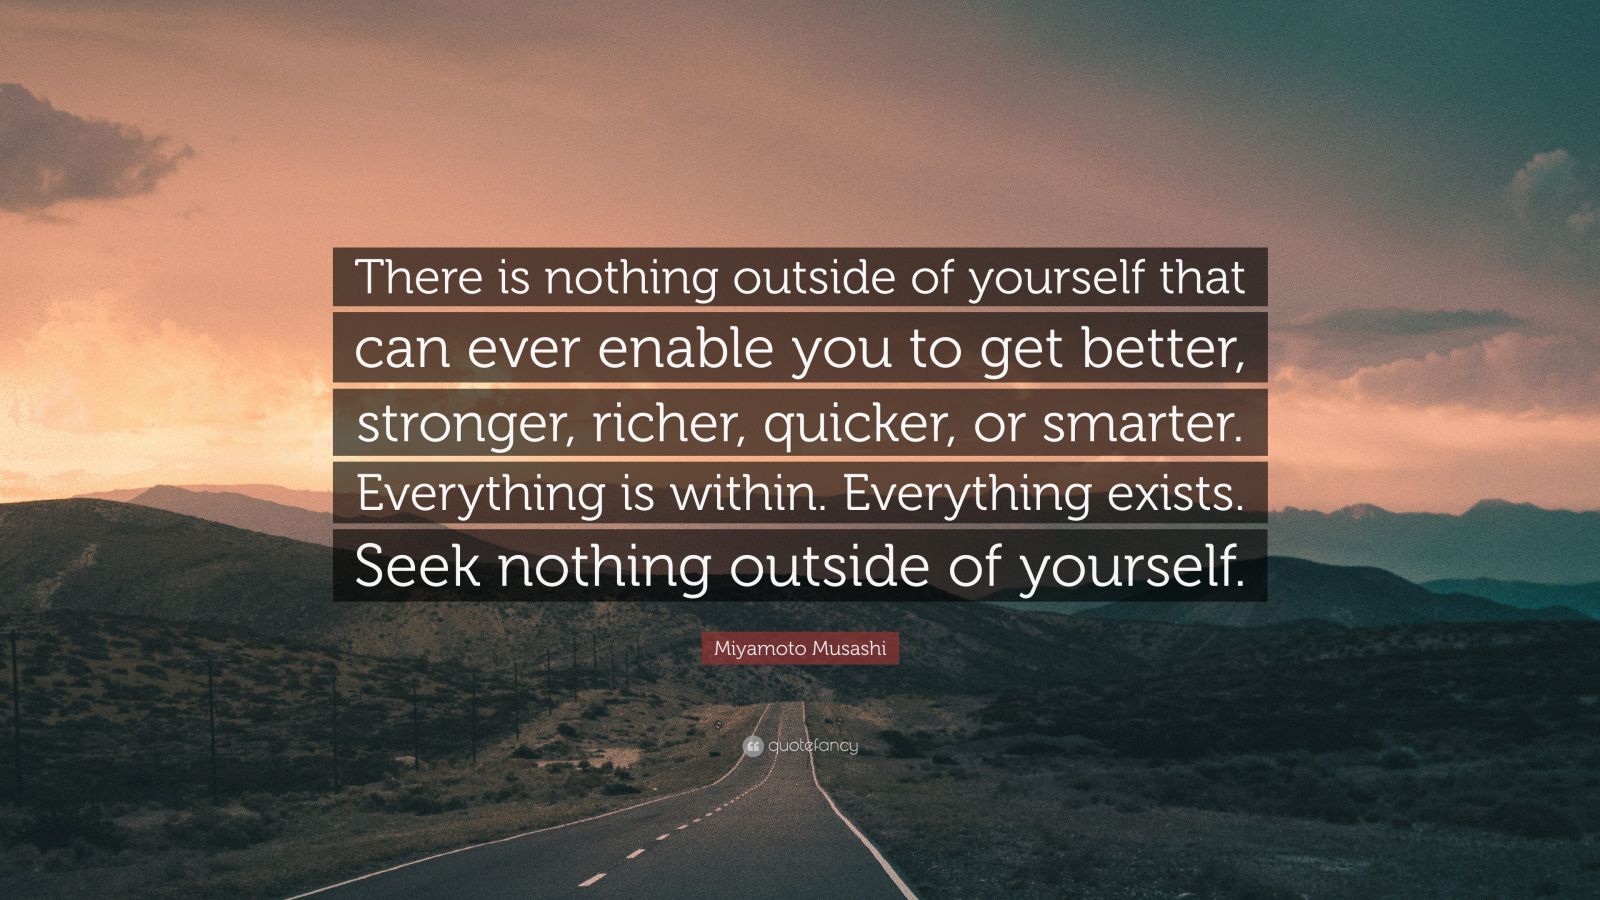 There is nothing outside of yourself that
can ever enable you to get better,
stronger, richer, quicker, or smarter.
Everything is within. Everything exists.
Seek nothing outside of yourself.
Miyamoto Musashi
quotefancy